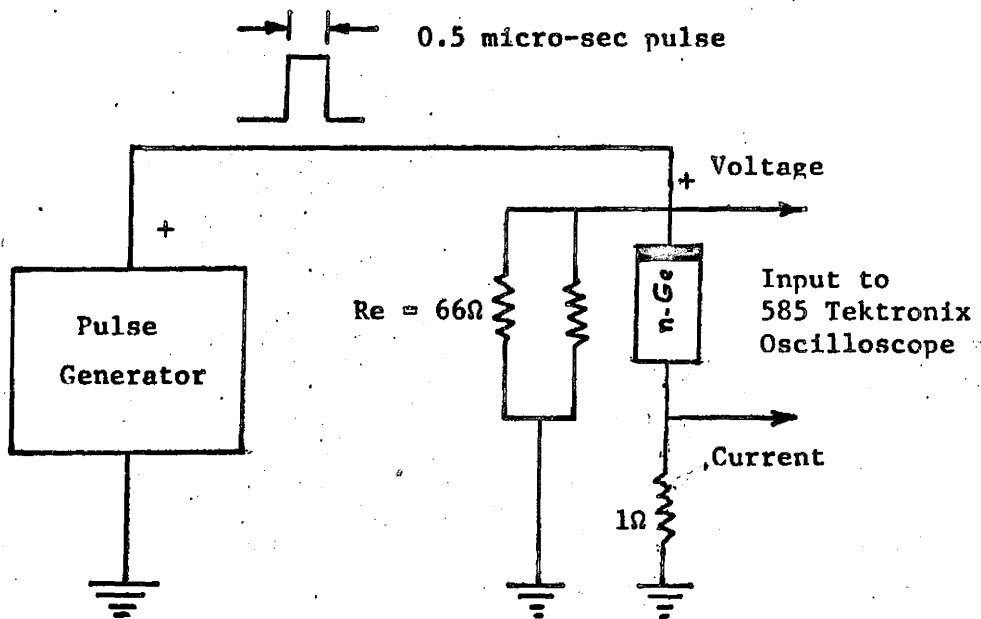 0.5 micro-sec pulse
+ Voltage
+
Pulse
Generator
Re = 66Ω
n-Ge
Input to
585 Tektronix
Oscilloscope
Current
1Ω